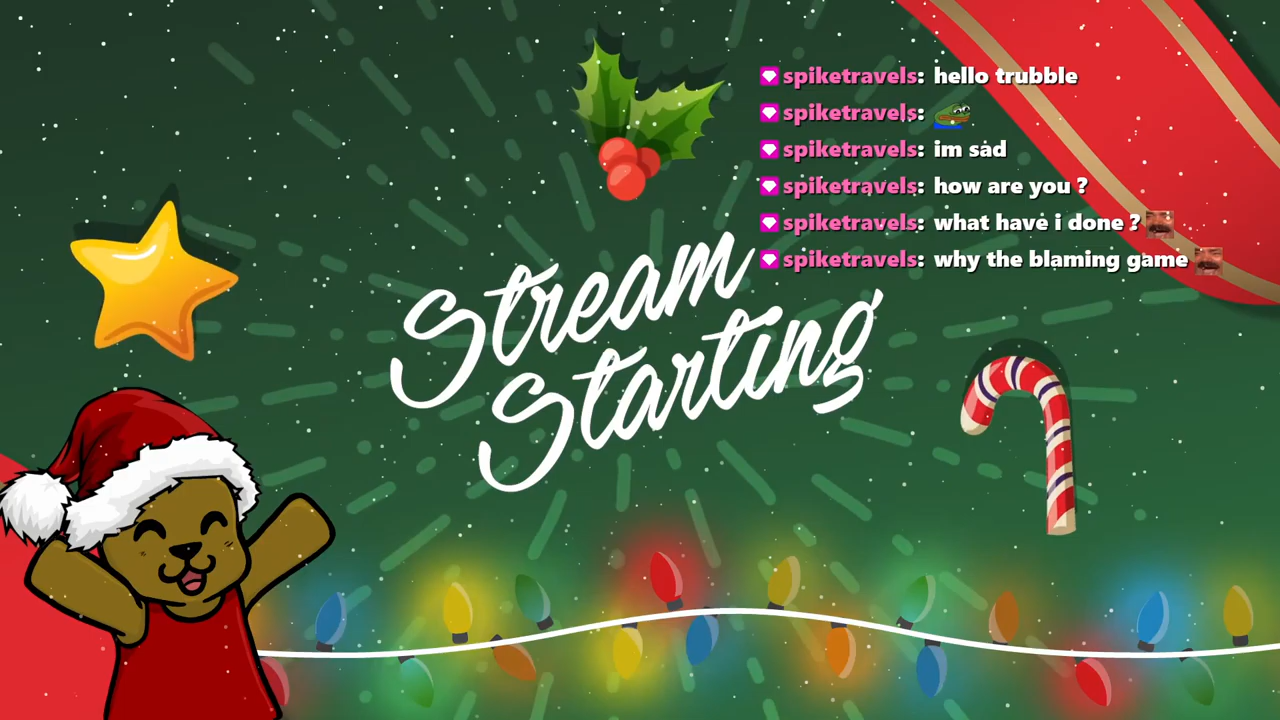 spiketravels: hello trubble
spiketravels:
spiketravels: im sad
spiketravels: how are you ?
spiketravels: what have i done ?
spiketravels: why the blaming game
Stream
Starting